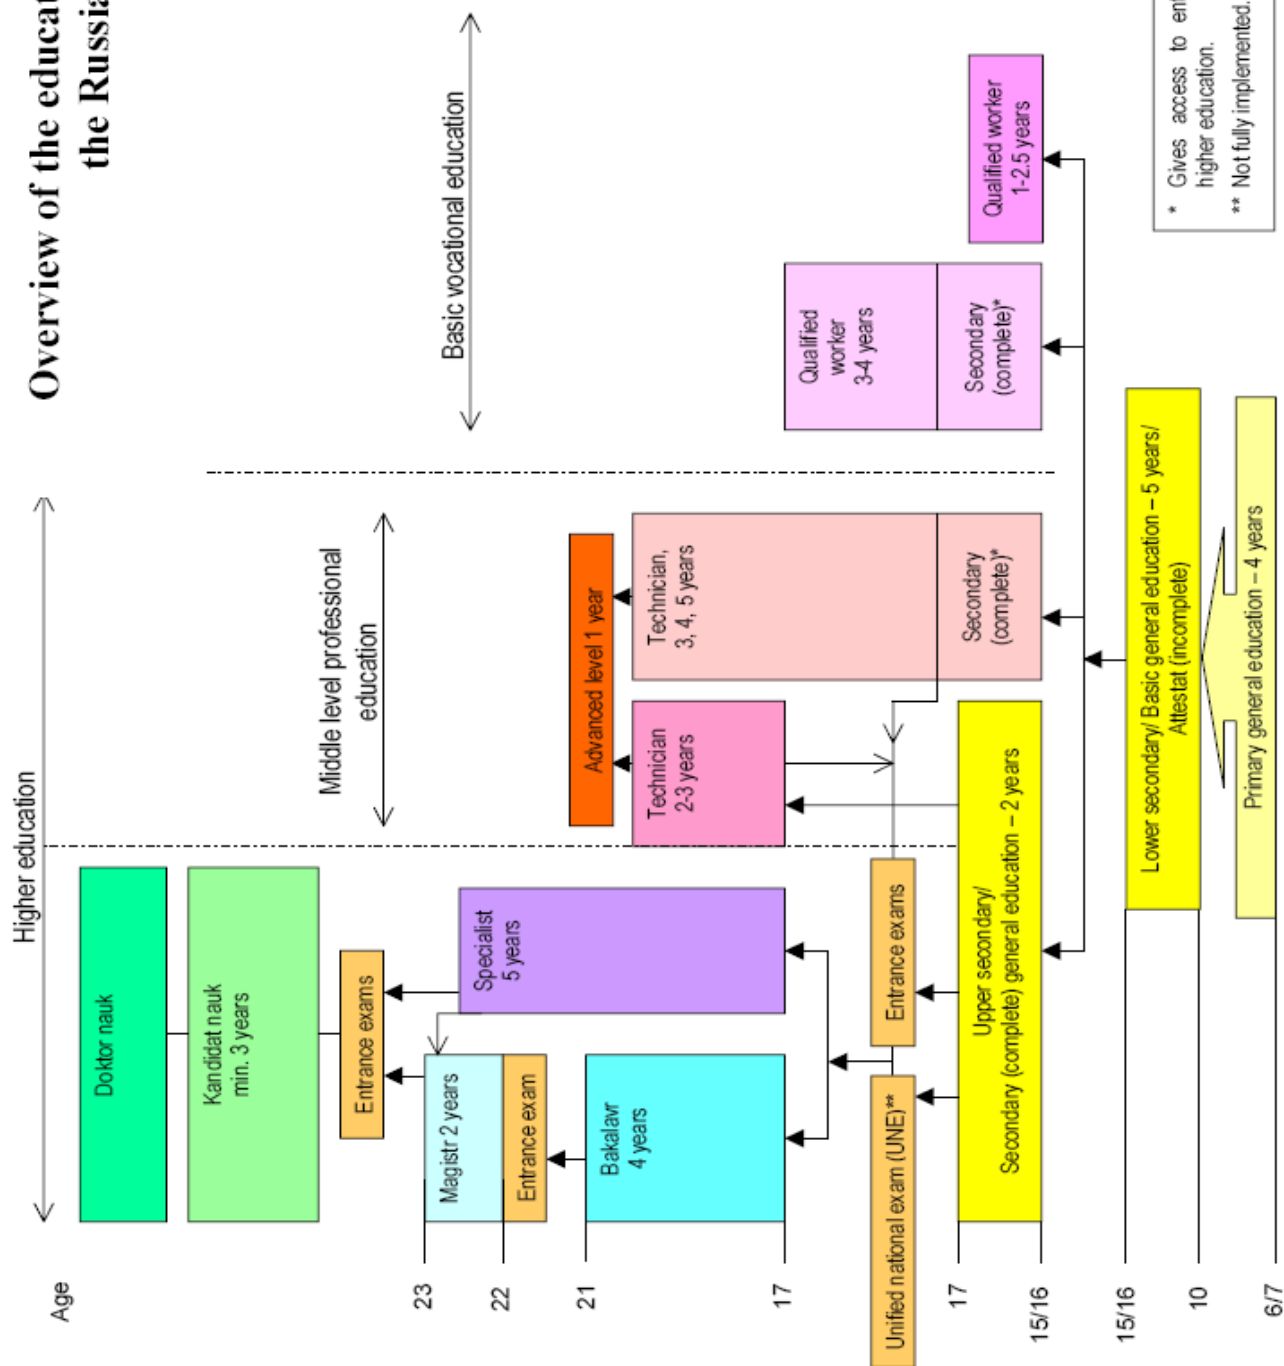 Overview of the educat
the Russia
Higher education
Middle level professional
education
Basic vocational education
Age
Doktor nauk
Kandidat nauk
min. 3 years
Entrance exams
23
Magistr 2 years
22
Entrance exam
Specialist
5 years
Advanced level 1 year
21
Bakalavr
4 years
Technician
2-3 years
Technician,
3, 4, 5 years
Qualified
worker
3-4 years
17
Unified national exam (UNE)**
Entrance exams
17
Upper secondary/
Secondary (complete) general education – 2 years
Secondary
(complete)*
Secondary
(complete)*
Qualified worker
1-2.5 years
15/16
15/16
Lower secondary/ Basic general education – 5 years/
Attestat (incomplete)
10
Primary general education – 4 years
6/7
* Gives access to ent
higher education.
** Not fully implemented.